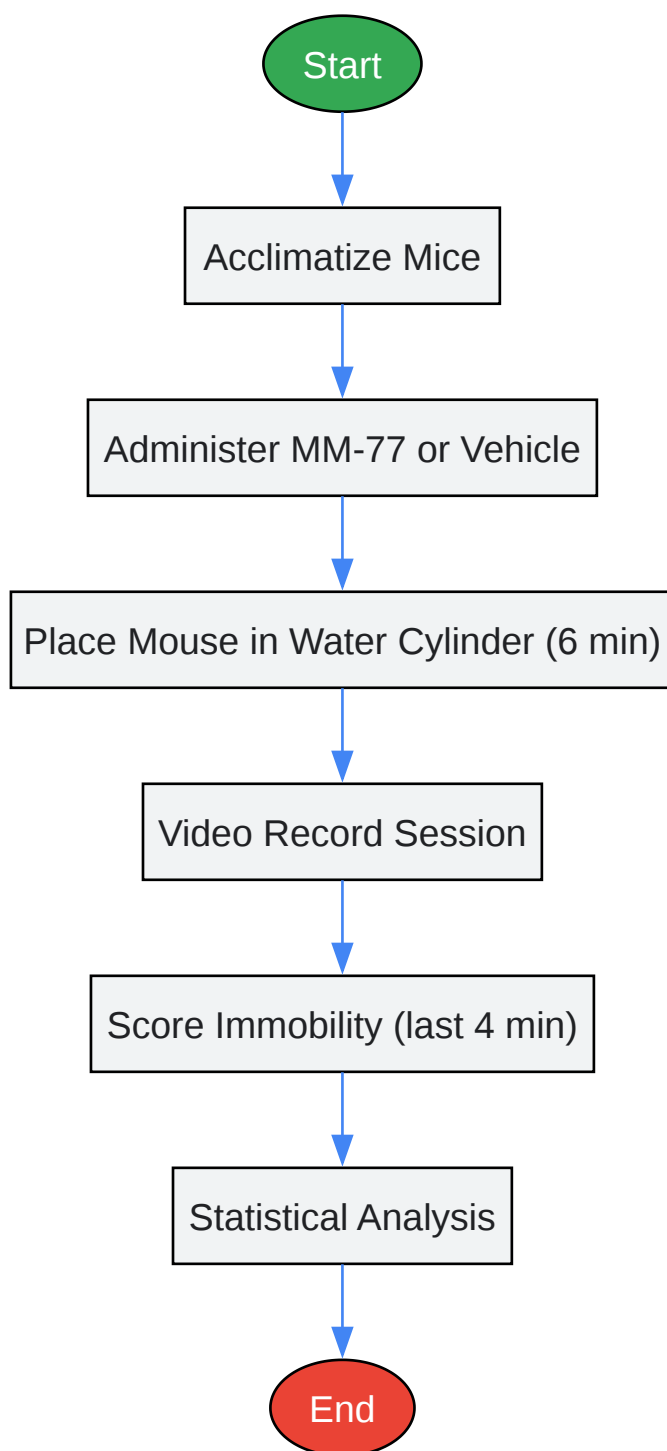 Start
Acclimatize Mice
Administer MM-77 or Vehicle
Place Mouse in Water Cylinder (6 min)
Video Record Session
Score Immobility (last 4 min)
Statistical Analysis
End